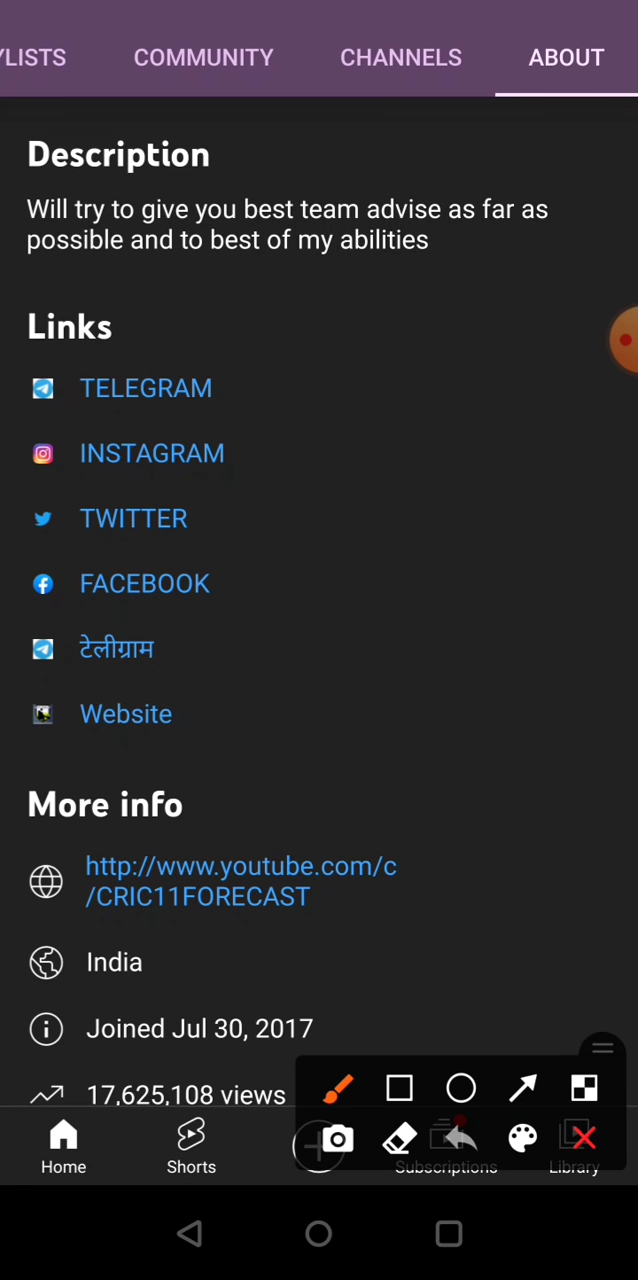 YLISTS COMMUNITY CHANNELS ABOUT
Description
Will try to give you best team advise as far as
possible and to best of my abilities
Links
TELEGRAM
INSTAGRAM
TWITTER
FACEBOOK
टेलीग्राम
Website
More info
http://www.youtube.com/c
/CRIC11FORECAST
India
Joined Jul 30, 2017
17,625,108 views
Home Shorts Subscriptions Library